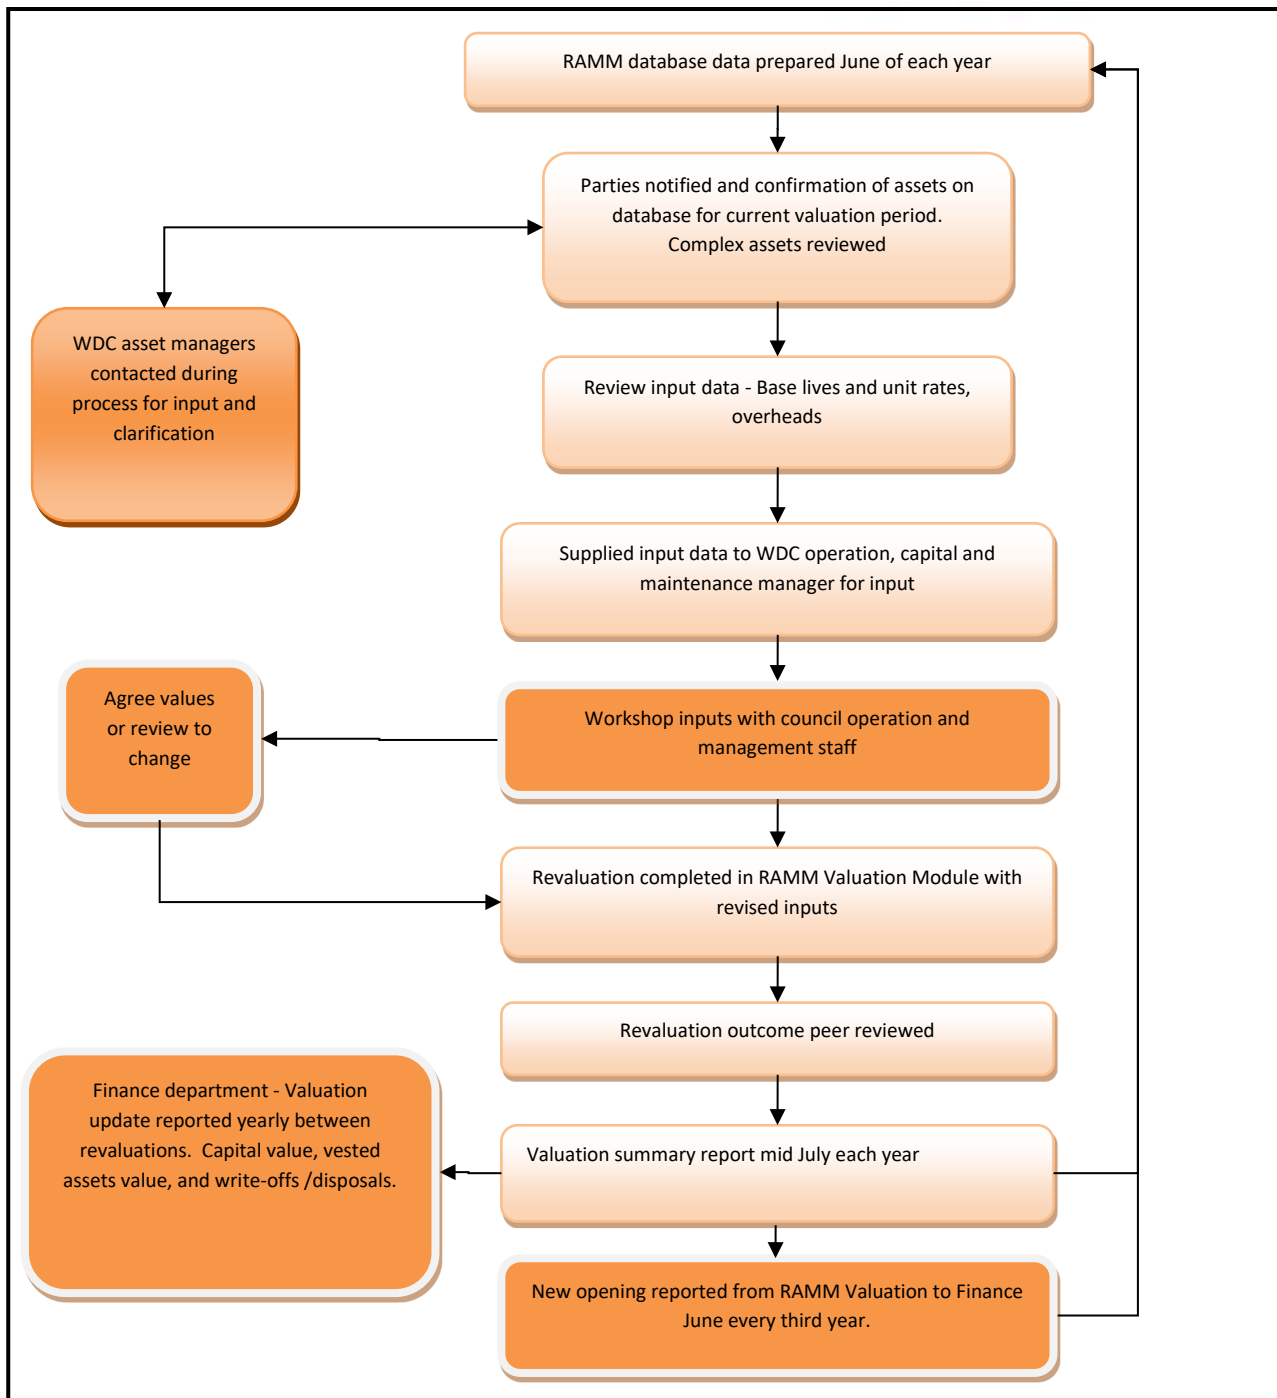 RAMM database data prepared June of each year
Parties notified and confirmation of assets on
database for current valuation period.
Complex assets reviewed
WDC asset managers
contacted during
process for input and
clarification
Review input data - Base lives and unit rates,
overheads
Supplied input data to WDC operation, capital and
maintenance manager for input
Agree values
or review to
change
Workshop inputs with council operation and
management staff
Revaluation completed in RAMM Valuation Module with
revised inputs
Revaluation outcome peer reviewed
Finance department - Valuation
update reported yearly between
revaluations.  Capital value, vested
assets value, and write-offs /disposals.
Valuation summary report mid July each year
New opening reported from RAMM Valuation to Finance
June every third year.